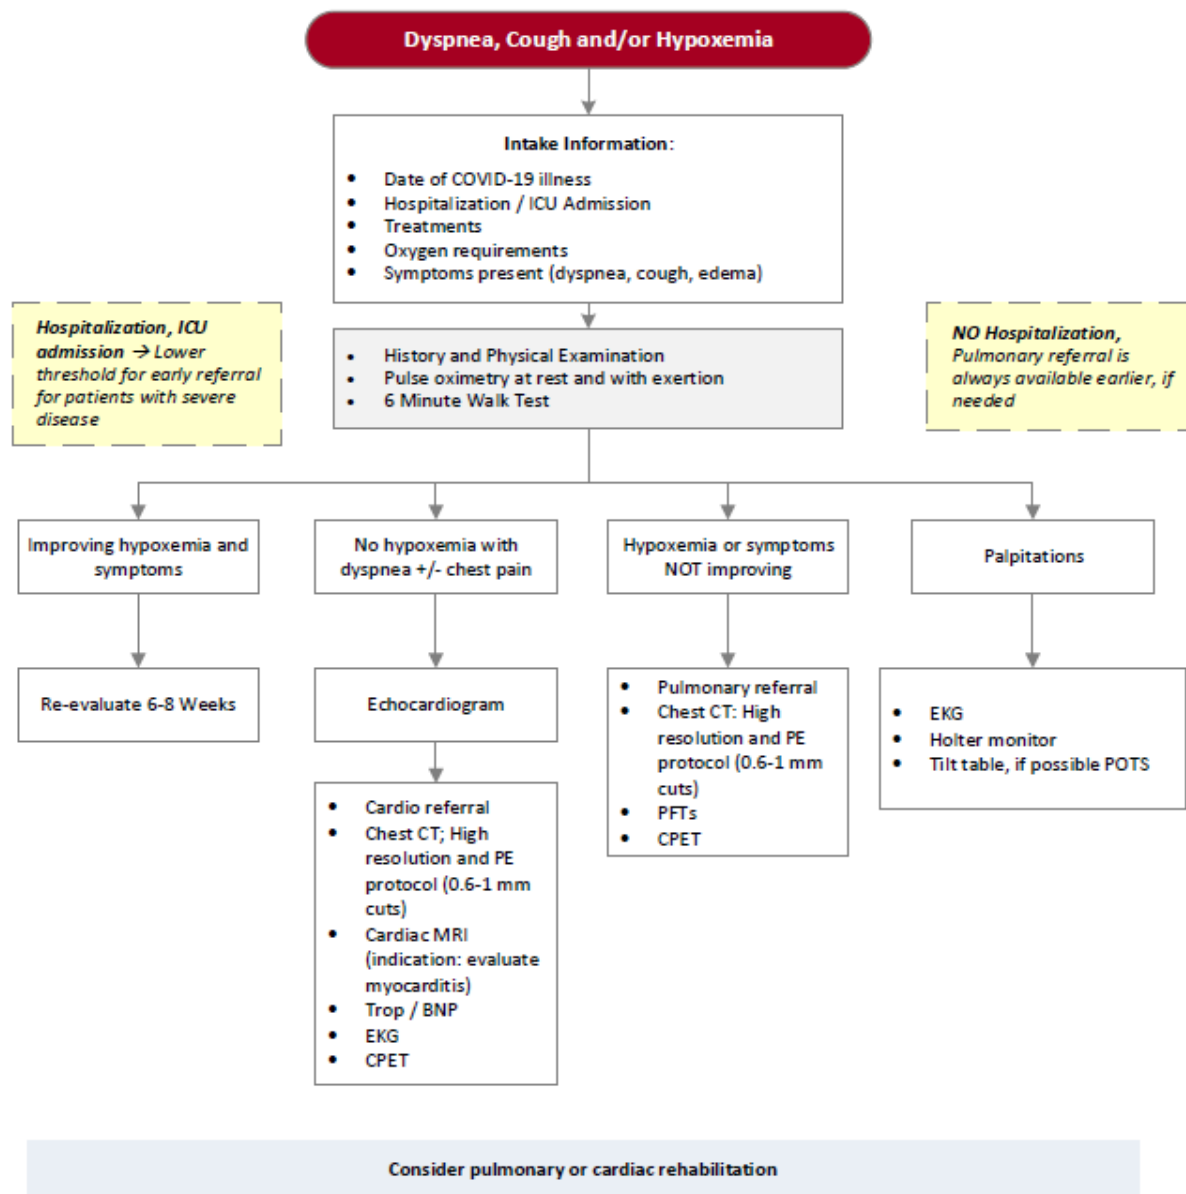 Dyspnea, Cough and/or Hypoxemia
Intake Information:
• Date of COVID-19 illness
• Hospitalization / ICU Admission
• Treatments
• Oxygen requirements
• Symptoms present (dyspnea, cough, edema)
Hospitalization, ICU
admission → Lower
threshold for early referral
for patients with severe
disease
• History and Physical Examination
• Pulse oximetry at rest and with exertion
• 6 Minute Walk Test
NO Hospitalization,
Pulmonary referral is
always available earlier, if
needed
Improving hypoxemia and
symptoms
No hypoxemia with
dyspnea +/- chest pain
Hypoxemia or symptoms
NOT improving
Palpitations
Re-evaluate 6-8 Weeks
Echocardiogram
• Pulmonary referral
• Chest CT: High
resolution and PE
protocol (0.6-1 mm
cuts)
• PFTs
• CPET
• EKG
• Holter monitor
• Tilt table, if possible POTS
• Cardio referral
• Chest CT; High
resolution and PE
protocol (0.6-1 mm
cuts)
• Cardiac MRI
(indication: evaluate
myocarditis)
• Trop / BNP
• EKG
• CPET
Consider pulmonary or cardiac rehabilitation